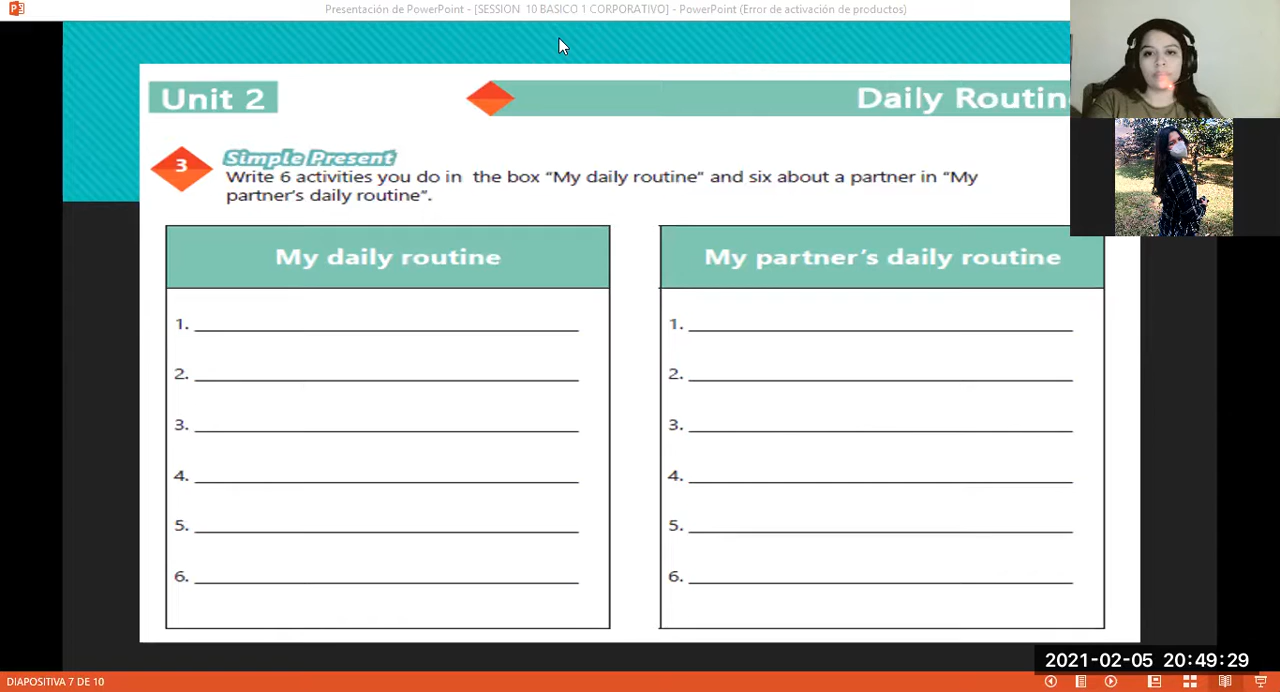 Presentación de PowerPoint - [SESSION 10 BASICO 1 CORPORATIVO] - PowerPoint (Error de activación de productos)
Unit 2
Daily Routin
3
Simple Present
Write 6 activities you do in the box “My daily routine” and six about a partner in “My
partner’s daily routine”.
My daily routine
1.
2.
3.
4.
5.
6.
My partner’s daily routine
1.
2.
3.
4.
5.
6.
2021-02-05 20:49:29
DIAPOSITIVA 7 DE 10